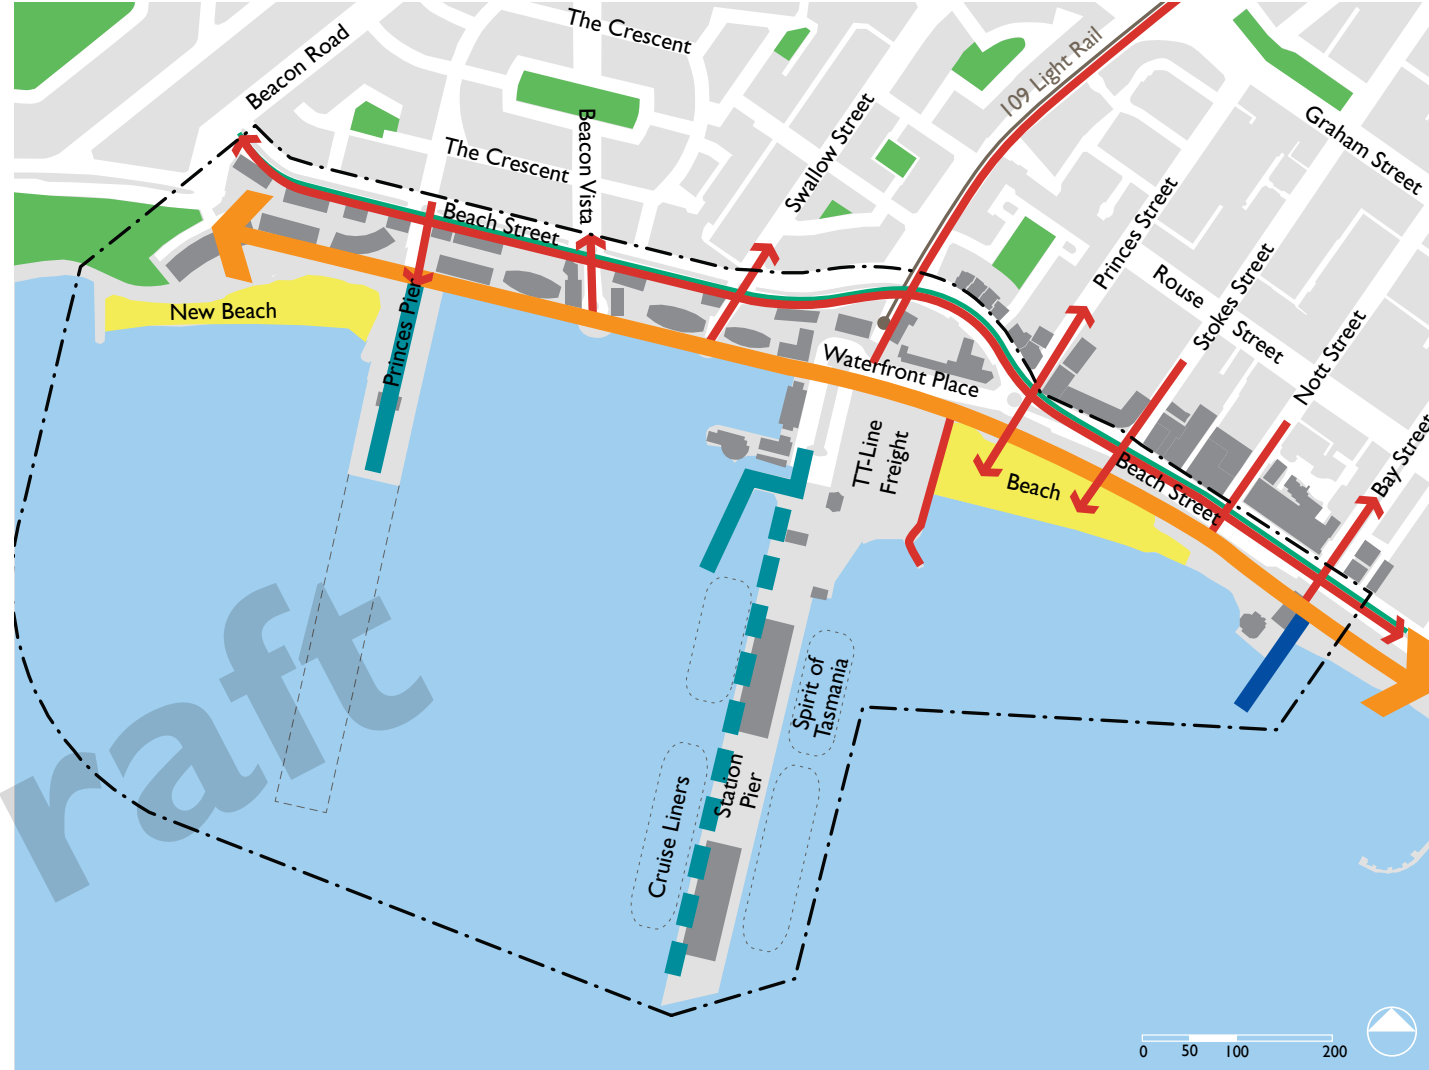 The Crescent
Beacon Road
109 Light Rail
Graham Street
Beacon Vista
Swallow Street
The Crescent
Princes Street
Beach Street
Rouse Street
Stokes Street
New Beach
Princes Pier
Nott Street
Waterfront Place
TT-Line
Freight
Beach
Beach Street
Bay Street
raft
Spirit of
Tasmania
Station
Pier
Cruise Liners
0 50 100 200